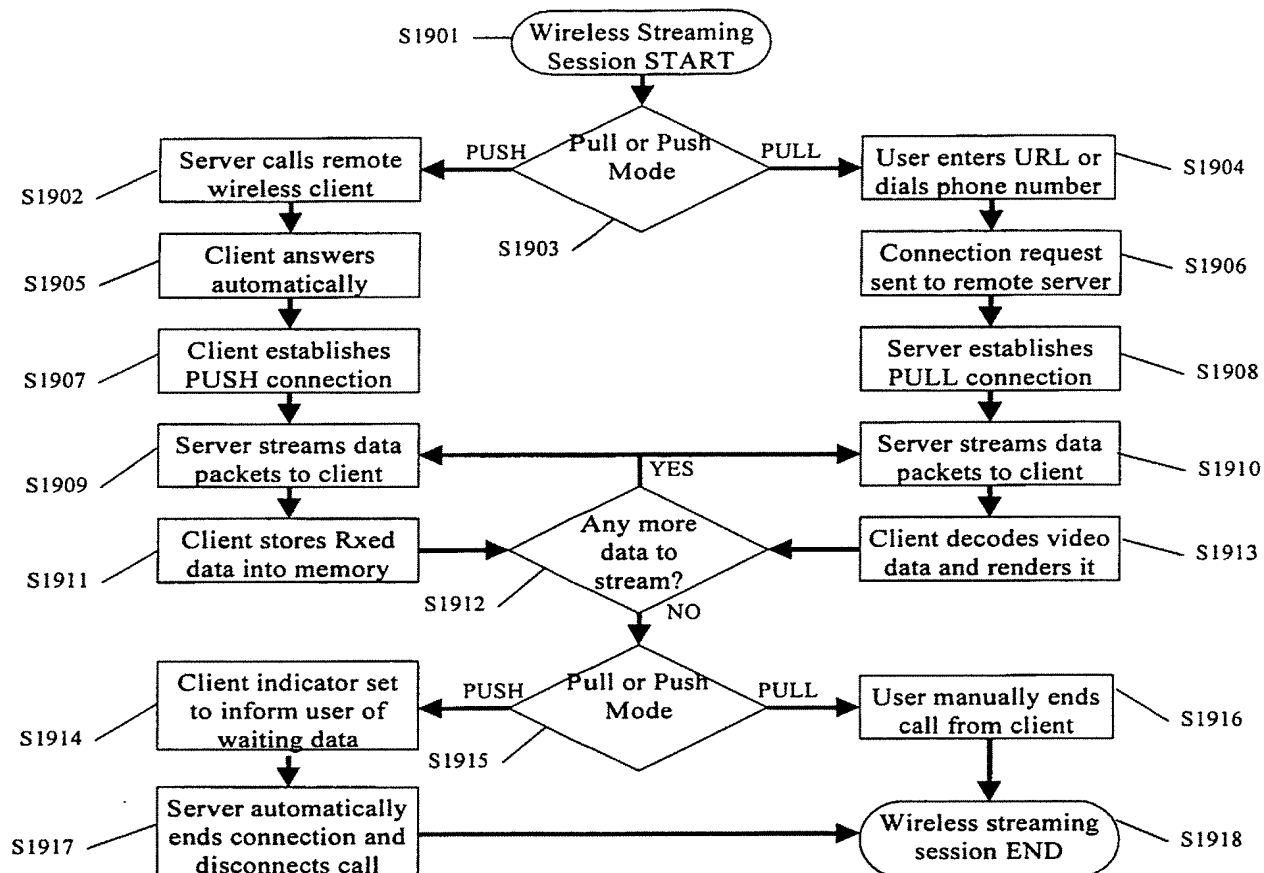 S1901
Wireless Streaming
Session START
Pull or Push
Mode
PUSH
PULL
S1903
Server calls remote
wireless client
S1902
User enters URL or
dials phone number
S1904
Client answers
automatically
S1905
Connection request
sent to remote server
S1906
Client establishes
PUSH connection
S1907
Server establishes
PULL connection
S1908
Server streams data
packets to client
S1909
YES
Server streams data
packets to client
S1910
Client stores Rxed
data into memory
S1911
Any more
data to
stream?
S1912
NO
Client decodes video
data and renders it
S1913
Client indicator set
to inform user of
waiting data
S1914
PUSH
Pull or Push
Mode
PULL
S1915
User manually ends
call from client
S1916
Server automatically
ends connection and
disconnects call
S1917
Wireless streaming
session END
S1918